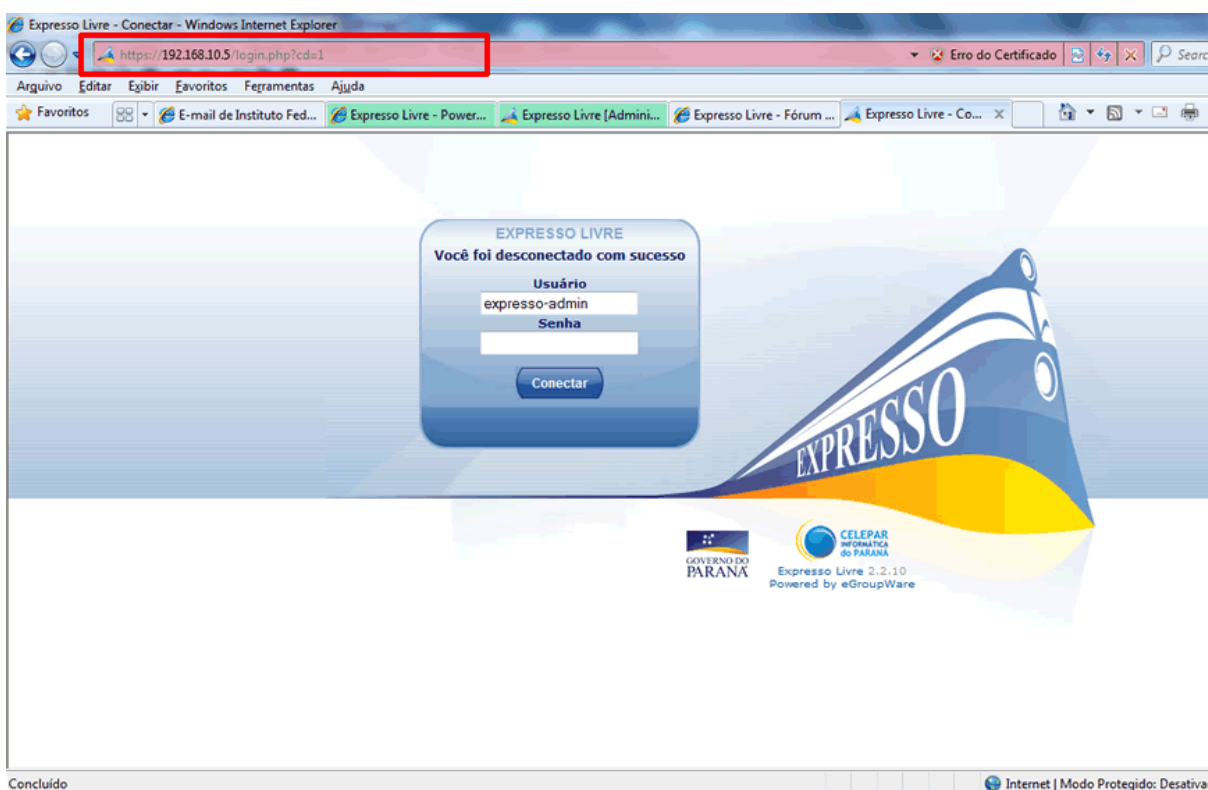 Expresso Livre - Conectar - Windows Internet Explorer
https://192.168.10.5/login.php?cd=1
Erro do Certificado
Searc
Arquivo Editar Exibir Favoritos Ferramentas Ajuda
Favoritos
E-mail de Instituto Fed...
Expresso Livre - Power...
Expresso Livre [Admini...
Expresso Livre - Fórum ...
Expresso Livre - Co...
EXPRESSO LIVRE
Você foi desconectado com sucesso
Usuário
expresso-admin
Senha
Conectar
EXPRESSO
GOVERNO DO
PARANÁ
CELEPAR
INFORMÁTICA
do PARANÁ
Expresso Livre 2.2.10
Powered by eGroupWare
Concluído
Internet | Modo Protegido: Desativa